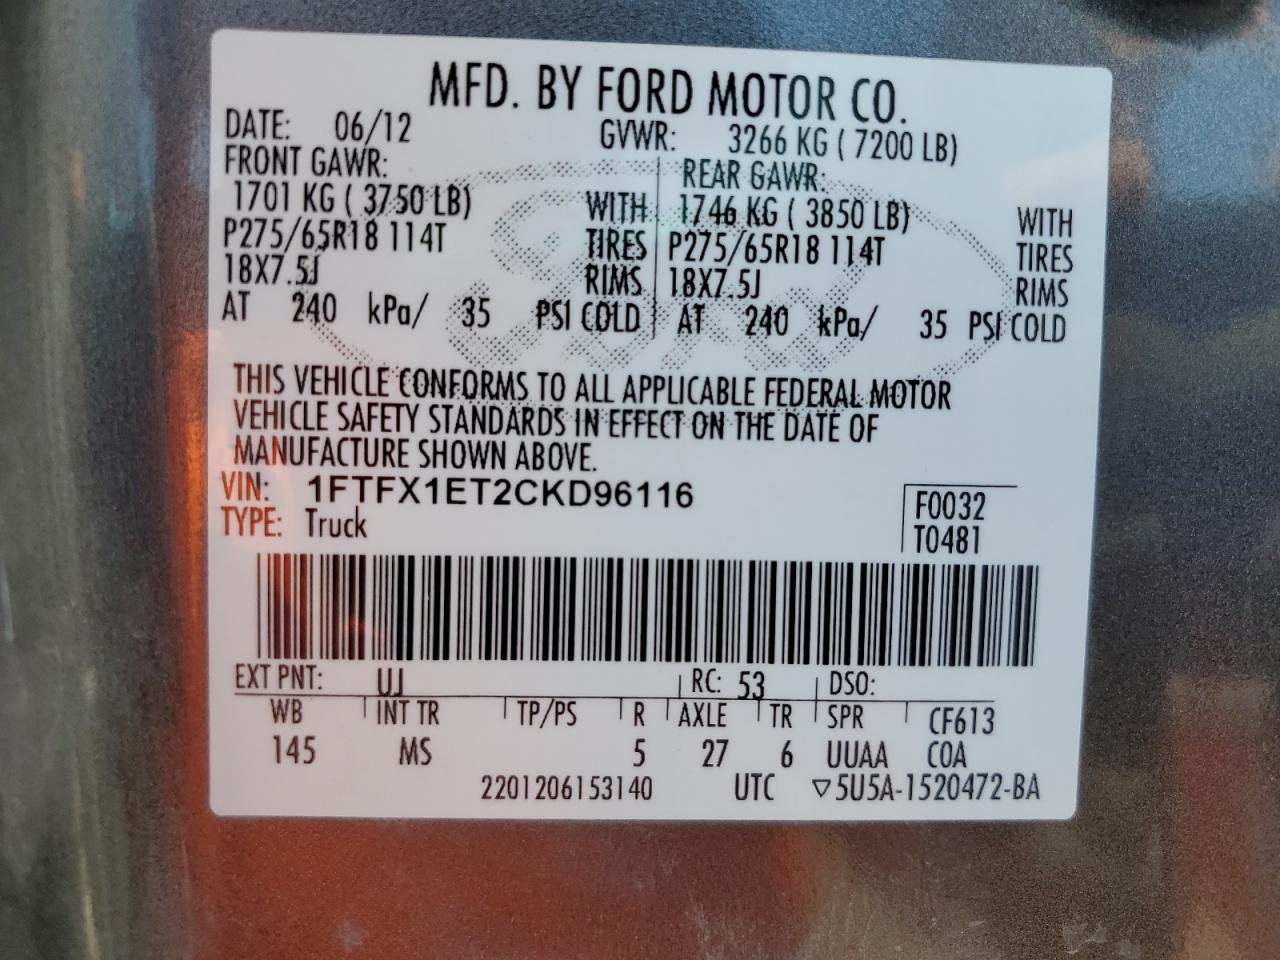 MFD. BY FORD MOTOR CO.
DATE: 06/12 GVWR: 3266 KG ( 7200 LB)
FRONT GAWR: REAR GAWR:
1701 KG ( 3750 LB) WITH 1746 KG ( 3850 LB) WITH
P275/65R18 114T TIRES P275/65R18 114T TIRES
18X7.5J RIMS 18X7.5J RIMS
AT 240 kPa/ 35 PSI COLD AT 240 kPa/ 35 PSI COLD
THIS VEHICLE CONFORMS TO ALL APPLICABLE FEDERAL MOTOR
VEHICLE SAFETY STANDARDS IN EFFECT ON THE DATE OF
MANUFACTURE SHOWN ABOVE.
VIN: 1FTFX1ET2CKD96116 F0032
TYPE: Truck T0481
EXT PNT: UJ RC: 53 DSO:
WB INT TR TP/PS R AXLE TR SPR CF613
145 MS 5 27 6 UUAA COA
2201206153140 UTC ▽5U5A-1520472-BA
Ford